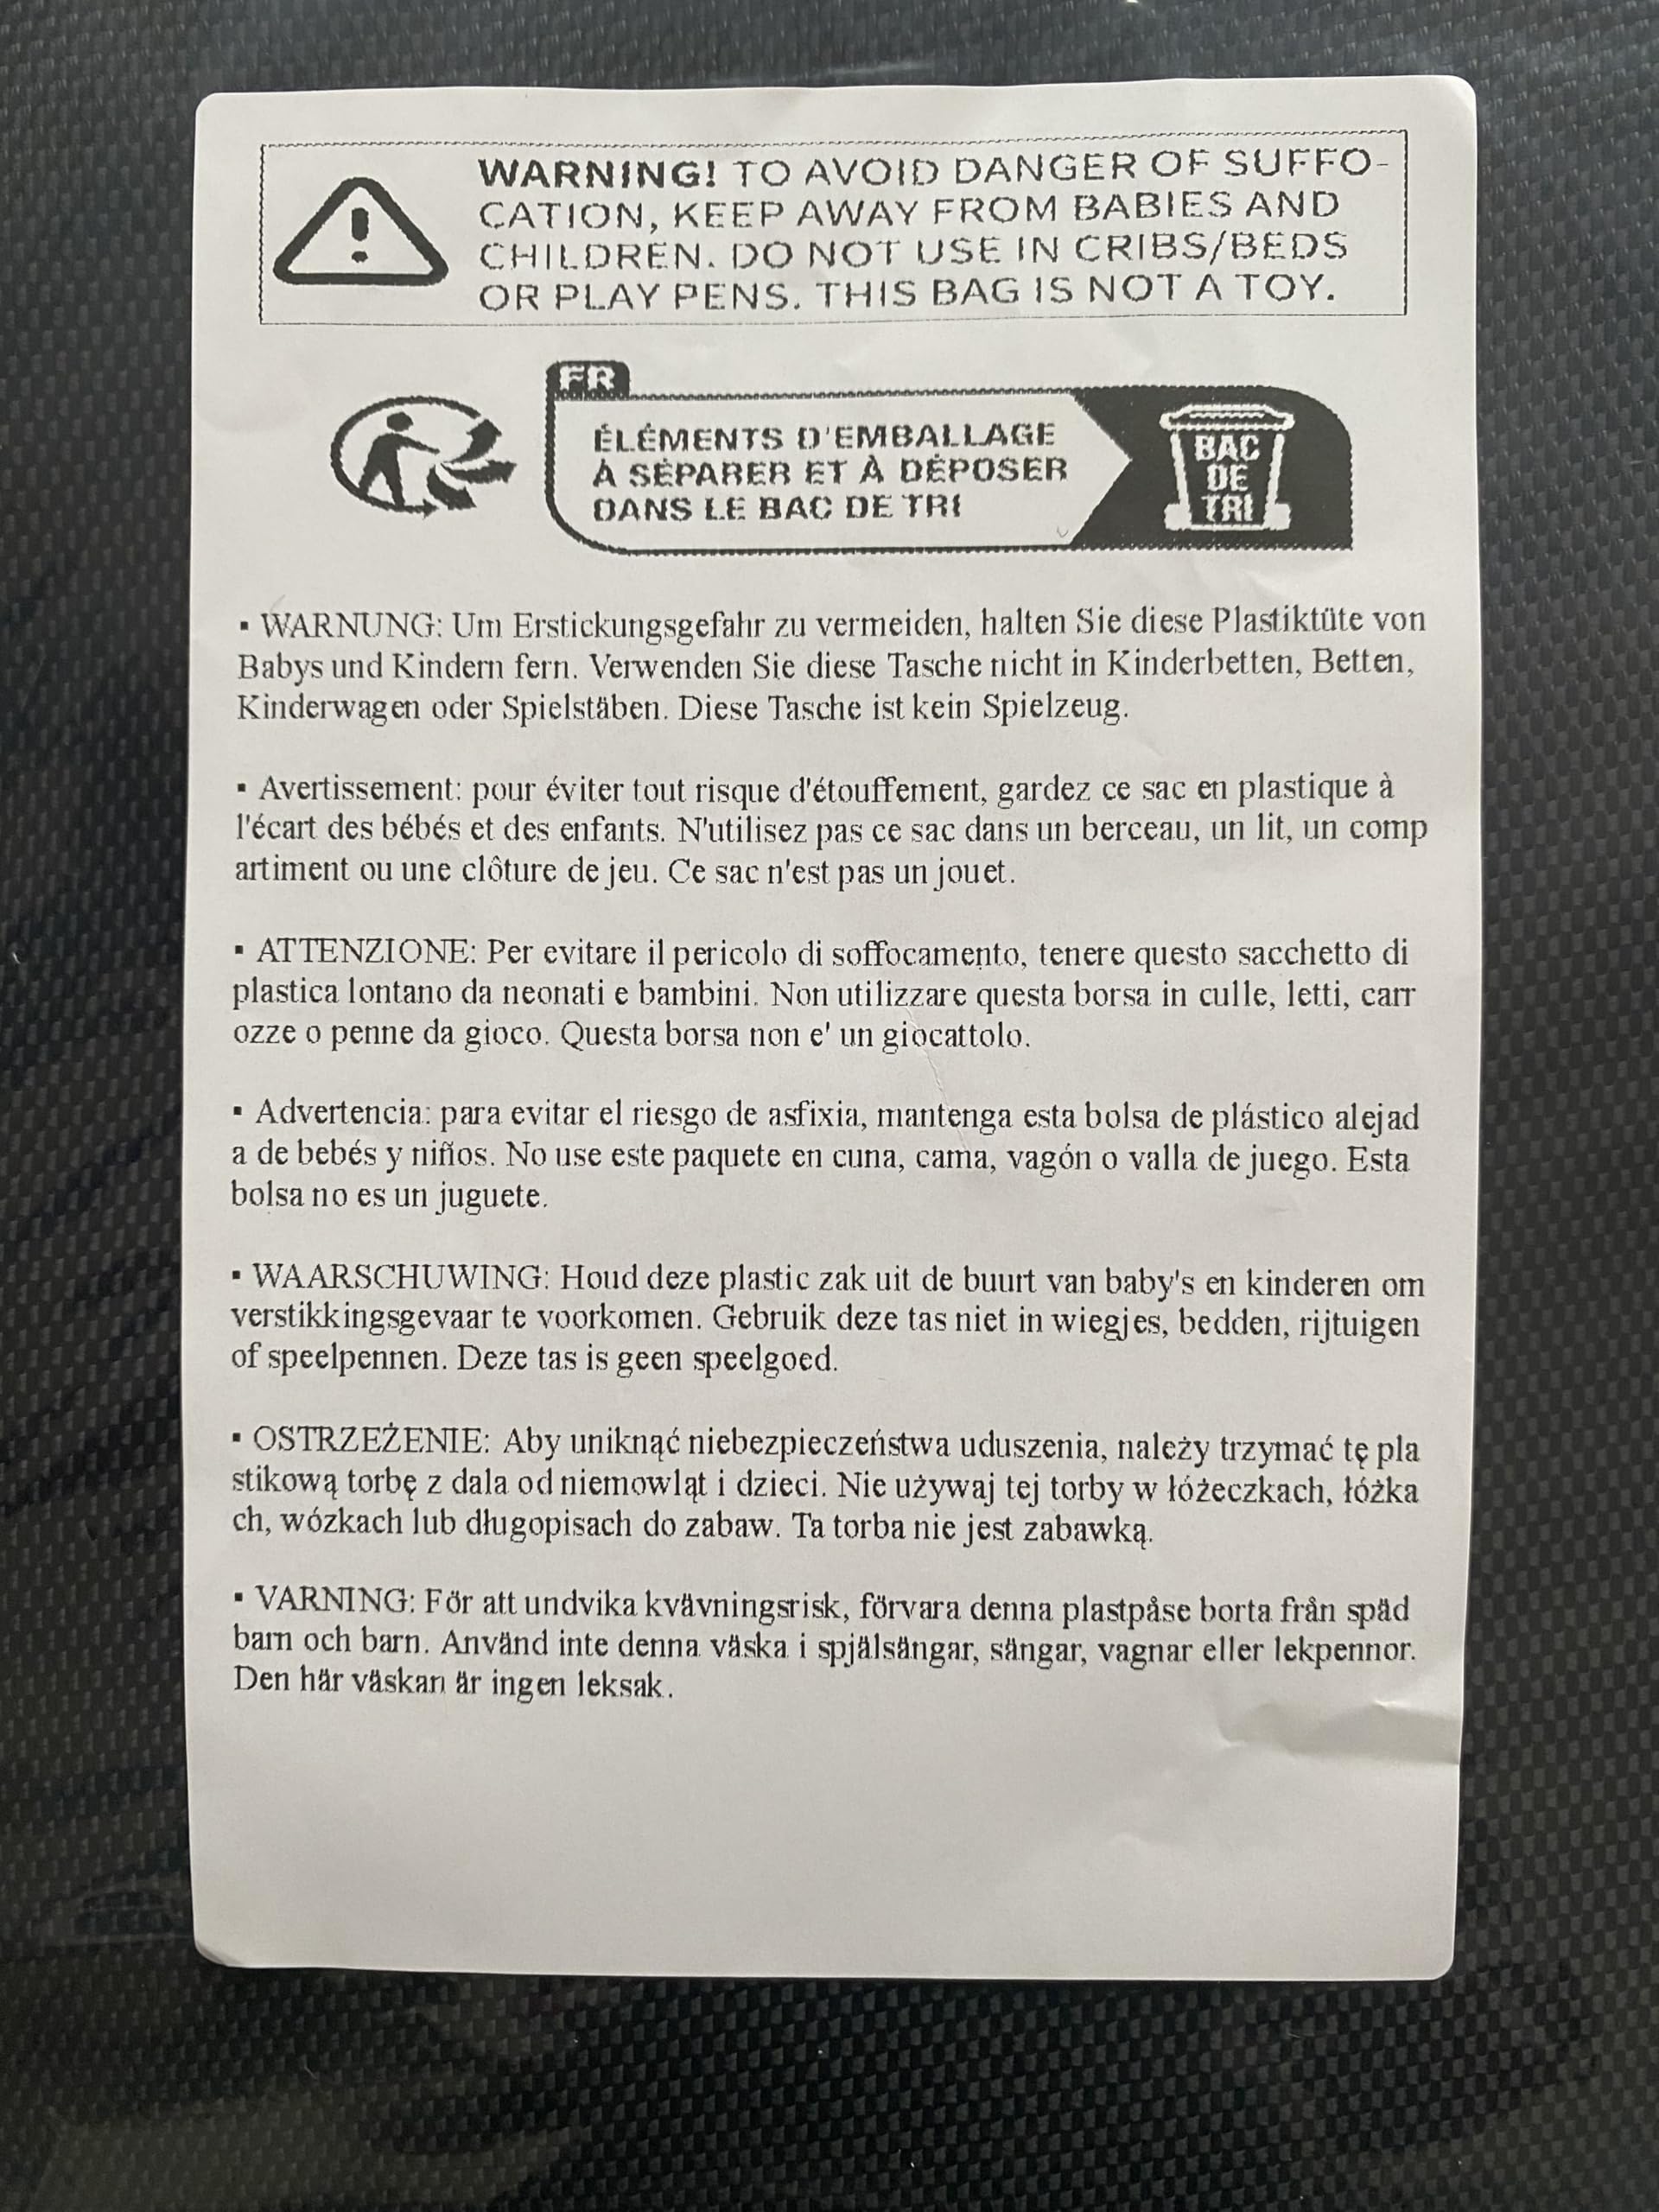 WARNING! TO AVOID DANGER OF SUFFO-
CATION, KEEP AWAY FROM BABIES AND
CHILDREN. DO NOT USE IN CRIBS/BEDS
OR PLAY PENS. THIS BAG IS NOT A TOY.
FR
ÉLÉMENTS D'EMBALLAGE
À SÉPARER ET À DÉPOSER
DANS LE BAC DE TRI
BAC
DE
TRI
▪ WARNUNG: Um Erstickungsgefahr zu vermeiden, halten Sie diese Plastiktüte von
Babys und Kindern fern. Verwenden Sie diese Tasche nicht in Kinderbetten, Betten,
Kinderwagen oder Spielstäben. Diese Tasche ist kein Spielzeug.
▪ Avertissement: pour éviter tout risque d'étouffement, gardez ce sac en plastique à
l'écart des bébés et des enfants. N'utilisez pas ce sac dans un berceau, un lit, un comp
artiment ou une clôture de jeu. Ce sac n'est pas un jouet.
▪ ATTENZIONE: Per evitare il pericolo di soffocamento, tenere questo sacchetto di
plastica lontano da neonati e bambini. Non utilizzare questa borsa in culle, letti, carr
ozze o penne da gioco. Questa borsa non e' un giocattolo.
▪ Advertencia: para evitar el riesgo de asfixia, mantenga esta bolsa de plástico alejad
a de bebés y niños. No use este paquete en cuna, cama, vagón o valla de juego. Esta
bolsa no es un juguete.
▪ WAARSCHUWING: Houd deze plastic zak uit de buurt van baby's en kinderen om
verstikkingsgevaar te voorkomen. Gebruik deze tas niet in wiegjes, bedden, rijtuigen
of speelpennen. Deze tas is geen speelgoed.
▪ OSTRZEŻENIE: Aby uniknąć niebezpieczeństwa uduszenia, należy trzymać tę pla
stikową torbę z dala od niemowląt i dzieci. Nie używaj tej torby w łóżeczkach, łóżka
ch, wózkach lub długopisach do zabaw. Ta torba nie jest zabawką.
▪ VARNING: För att undvika kvävningsrisk, förvara denna plastpåse borta från späd
barn och barn. Använd inte denna väska i spjälsängar, sängar, vagnar eller lekpennor.
Den här väskan är ingen leksak.